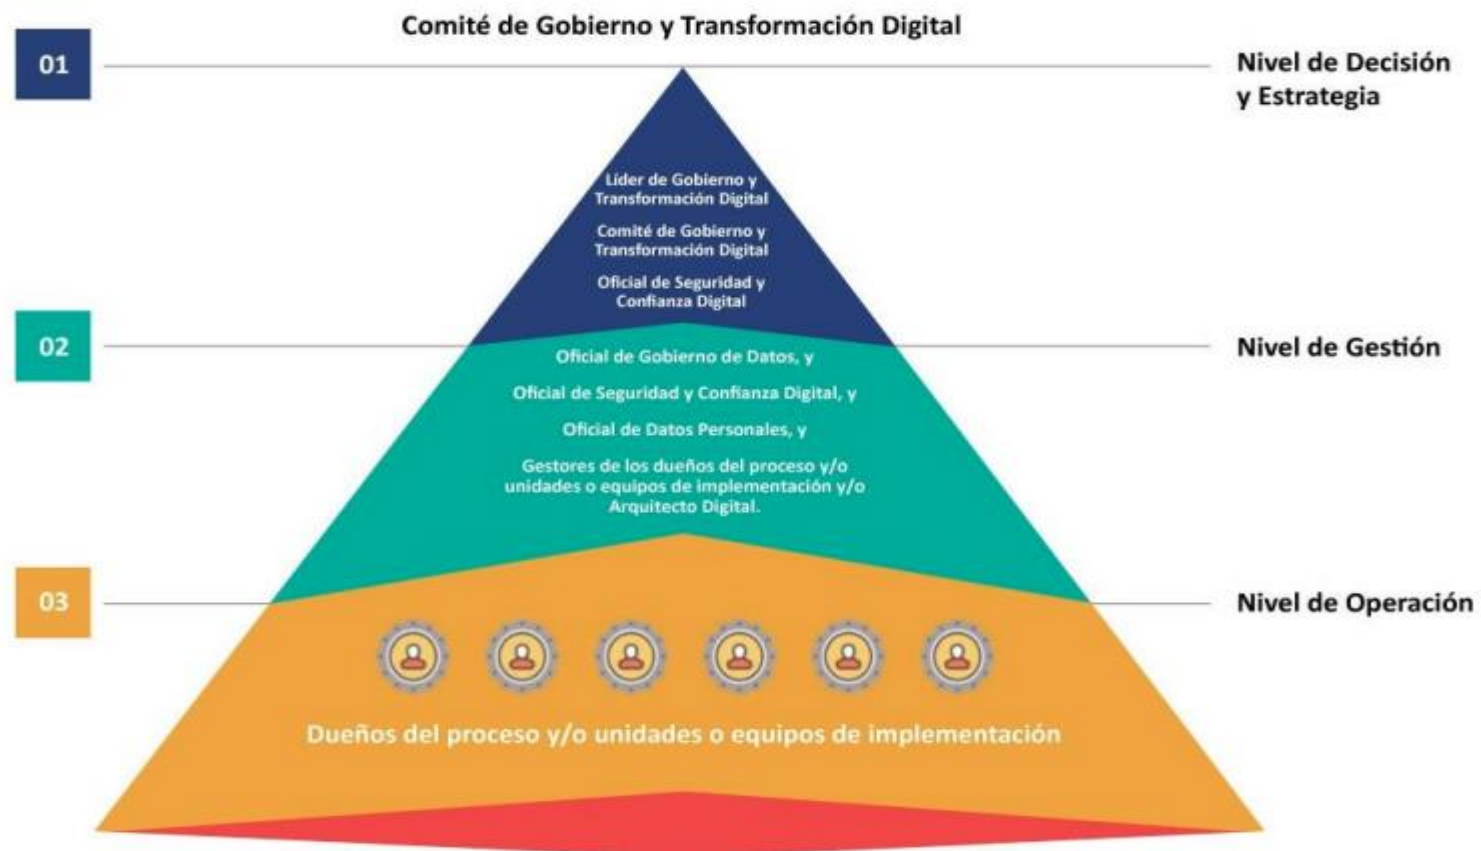 Comité de Gobierno y Transformación Digital
01
Nivel de Decisión
y Estrategia
Líder de Gobierno y
Transformación Digital
Comité de Gobierno y
Transformación Digital
Oficial de Seguridad y
Confianza Digital
02
Nivel de Gestión
Oficial de Gobierno de Datos, y
Oficial de Seguridad y Confianza Digital, y
Oficial de Datos Personales, y
Gestores de los dueños del proceso y/o
unidades o equipos de implementación y/o
Arquitecto Digital.
03
Nivel de Operación
Dueños del proceso y/o unidades o equipos de implementación